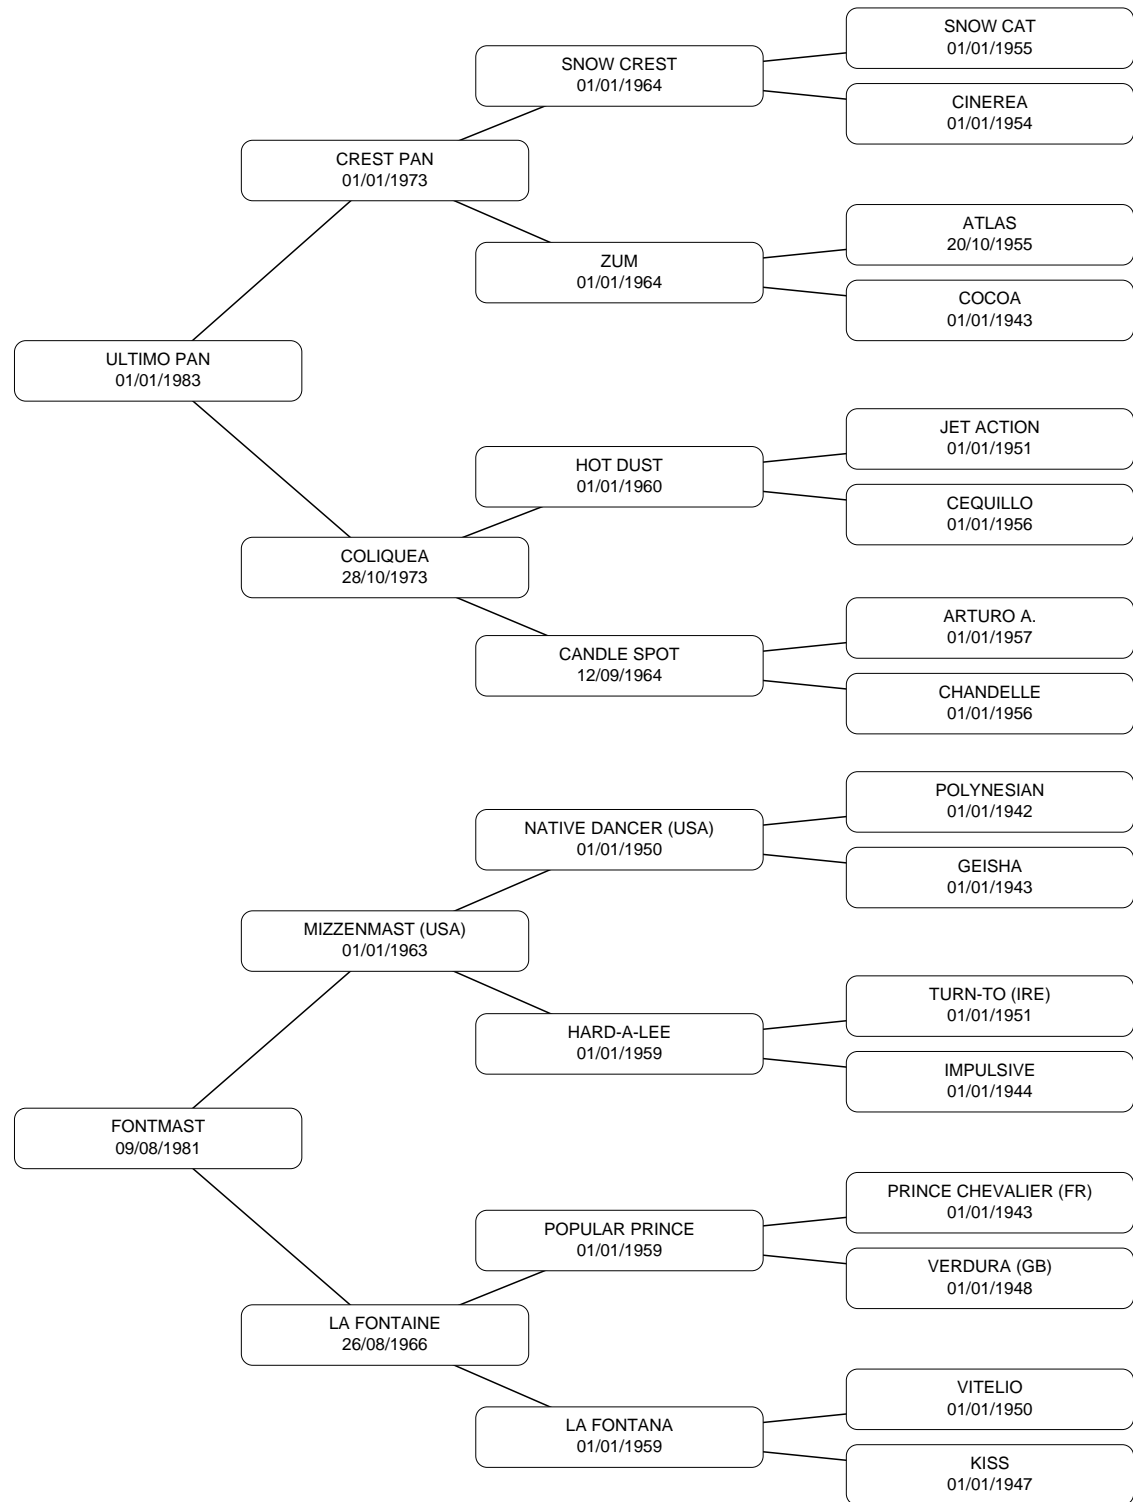 SNOW CAT
01/01/1955
SNOW CREST
01/01/1964
CINEREA
01/01/1954
CREST PAN
01/01/1973
ATLAS
20/10/1955
ZUM
01/01/1964
COCOA
01/01/1943
ULTIMO PAN
01/01/1983
JET ACTION
01/01/1951
HOT DUST
01/01/1960
CEQUILLO
01/01/1956
COLIQUEA
28/10/1973
ARTURO A.
01/01/1957
CANDLE SPOT
12/09/1964
CHANDELLE
01/01/1956
POLYNESIAN
01/01/1942
NATIVE DANCER (USA)
01/01/1950
GEISHA
01/01/1943
MIZZENMAST (USA)
01/01/1963
TURN-TO (IRE)
01/01/1951
HARD-A-LEE
01/01/1959
IMPULSIVE
01/01/1944
FONTMAST
09/08/1981
PRINCE CHEVALIER (FR)
01/01/1943
POPULAR PRINCE
01/01/1959
VERDURA (GB)
01/01/1948
LA FONTAINE
26/08/1966
VITELIO
01/01/1950
LA FONTANA
01/01/1959
KISS
01/01/1947